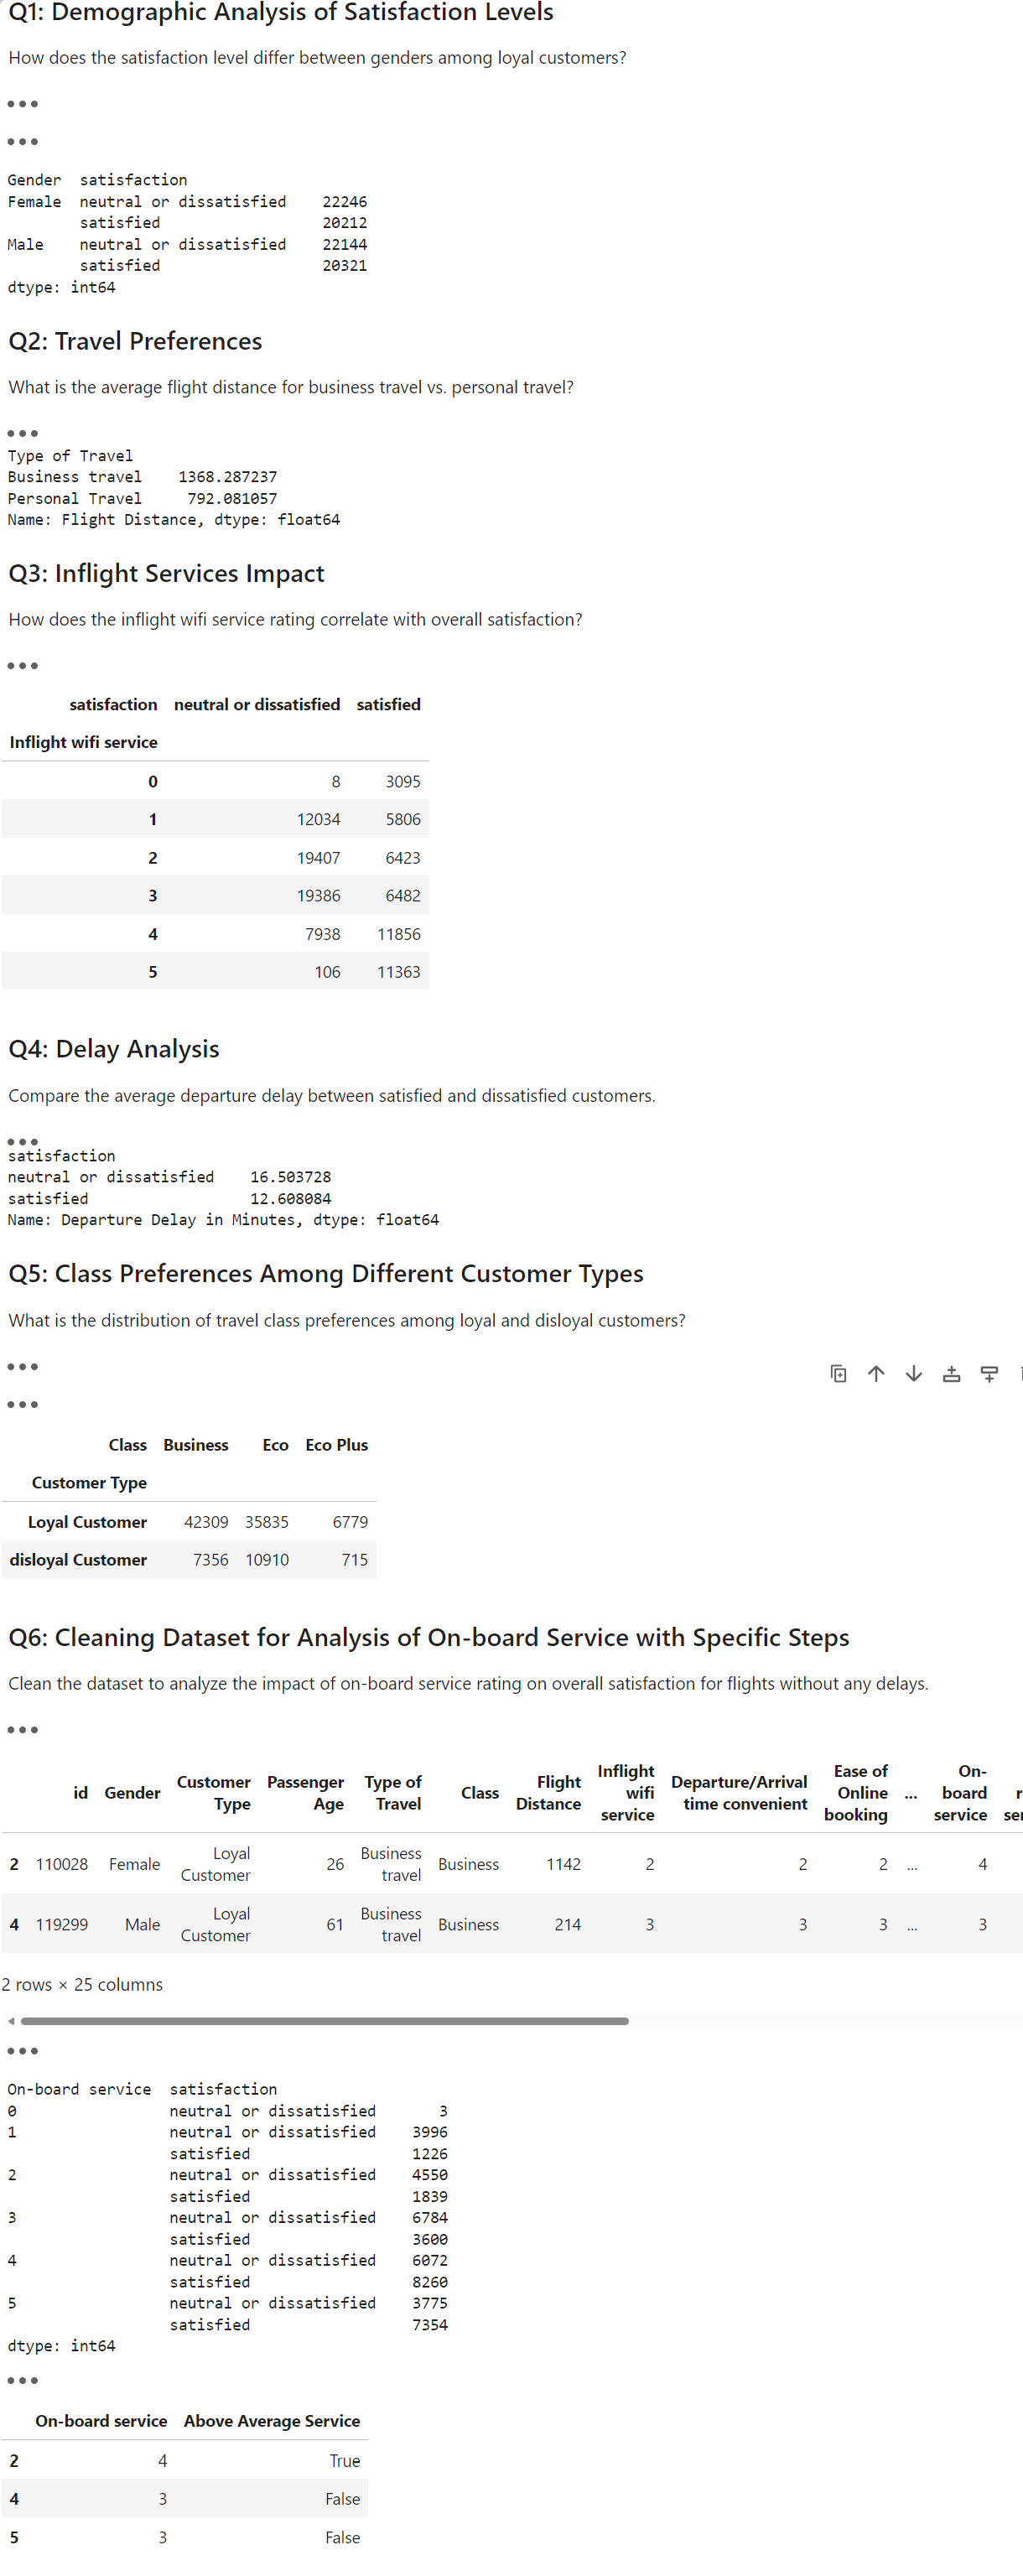 Q1: Demographic Analysis of Satisfaction Levels
How does the satisfaction level differ between genders among loyal customers?
Gender  satisfaction
Female  neutral or dissatisfied    22246
        satisfied                  20212
Male    neutral or dissatisfied    22144
        satisfied                  20321
dtype: int64
Q2: Travel Preferences
What is the average flight distance for business travel vs. personal travel?
Type of Travel
Business travel    1368.287237
Personal Travel     792.081057
Name: Flight Distance, dtype: float64
Q3: Inflight Services Impact
How does the inflight wifi service rating correlate with overall satisfaction?
satisfaction neutral or dissatisfied satisfied
Inflight wifi service
0 8 3095
1 12034 5806
2 19407 6423
3 19386 6482
4 7938 11856
5 106 11363
Q4: Delay Analysis
Compare the average departure delay between satisfied and dissatisfied customers.
satisfaction
neutral or dissatisfied    16.503728
satisfied                  12.608084
Name: Departure Delay in Minutes, dtype: float64
Q5: Class Preferences Among Different Customer Types
What is the distribution of travel class preferences among loyal and disloyal customers?
Class Business Eco Eco Plus
Customer Type
Loyal Customer 42309 35835 6779
disloyal Customer 7356 10910 715
Q6: Cleaning Dataset for Analysis of On-board Service with Specific Steps
Clean the dataset to analyze the impact of on-board service rating on overall satisfaction for flights without any delays.
id Gender Customer Type Passenger Age Type of Travel Class Flight Distance Inflight wifi service Departure/Arrival time convenient Ease of Online booking ... On-board service
2 110028 Female Loyal Customer 26 Business travel Business 1142 2 2 2 ... 4
4 119299 Male Loyal Customer 61 Business travel Business 214 3 3 3 ... 3
2 rows × 25 columns
On-board service  satisfaction
0                 neutral or dissatisfied       3
1                 neutral or dissatisfied    3996
                  satisfied                  1226
2                 neutral or dissatisfied    4550
                  satisfied                  1839
3                 neutral or dissatisfied    6784
                  satisfied                  3600
4                 neutral or dissatisfied    6072
                  satisfied                  8260
5                 neutral or dissatisfied    3775
                  satisfied                  7354
dtype: int64
On-board service Above Average Service
2 4 True
4 3 False
5 3 False